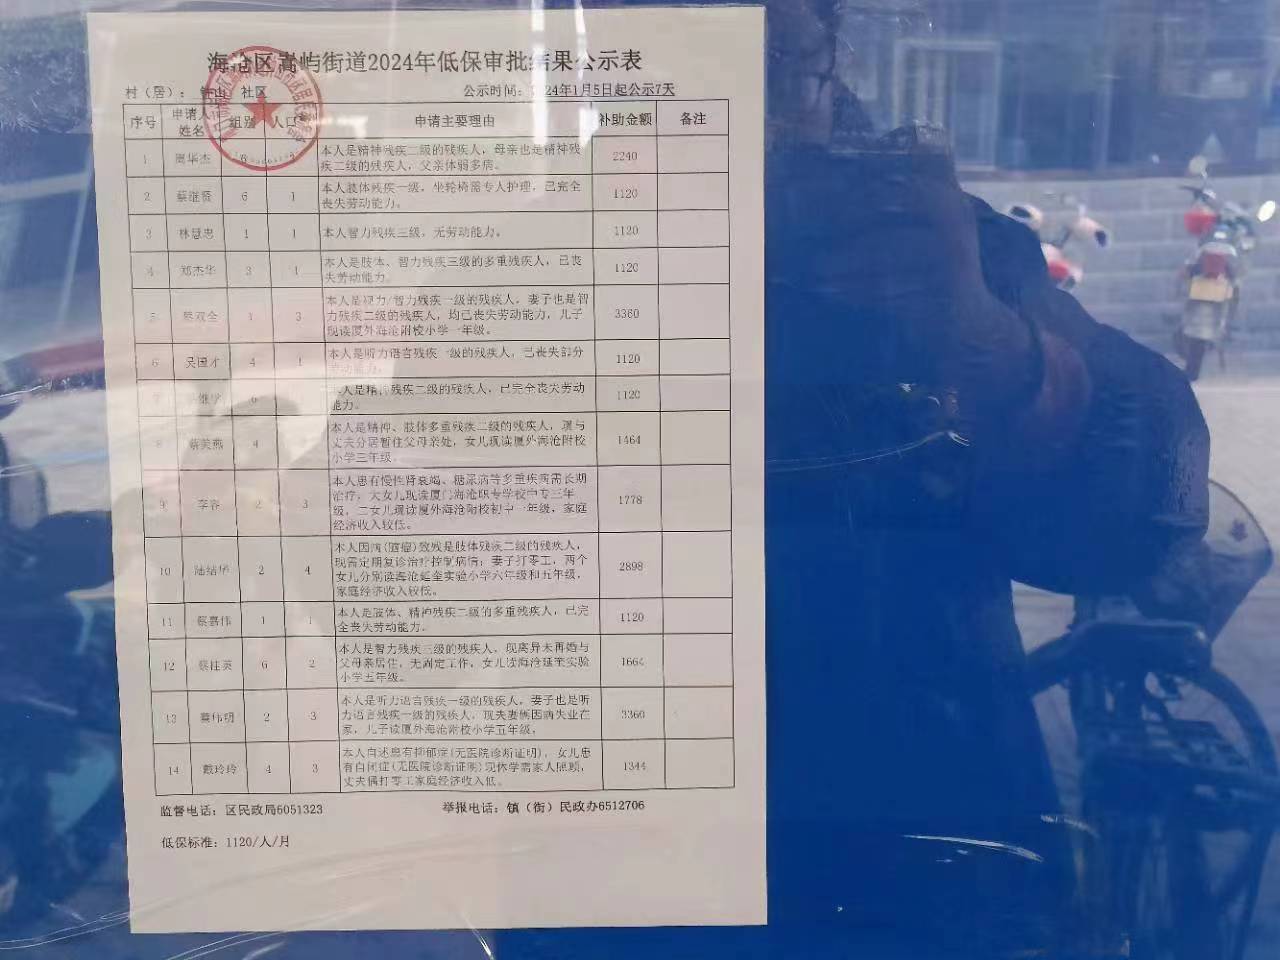 海沧区嵩屿街道2024年低保审批结果公示表
村（居）： 钟山 社区 公示时间： 2024年1月5日起公示7天
序号 申请人姓名 组别 人口 申请主要理由 补助金额 备注
1 周华杰 6 本人是精神残疾二级的残疾人，母亲也是精神残
疾二级的残疾人，父亲体弱多病。 2240
2 蔡继贤 6 1 本人肢体残疾一级，坐轮椅需专人护理，已完全
丧失劳动能力。 1120
3 林慧忠 1 1 本人智力残疾三级，无劳动能力。 1120
4 郑杰华 3 1 本人是肢体、智力残疾三级的多重残疾人，已丧
失劳动能力。 1120
5 蔡双全 1 3 本人是视力/智力残疾一级的残疾人，妻子也是智
力残疾二级的残疾人，均已丧失劳动能力，儿子
现读厦外海沧附校小学一年级。 3360
6 吴国才 4 1 本人是听力语言残疾一级的残疾人，已丧失部分
劳动能力。 1120
本人是精神残疾二级的残疾人，已完全丧失劳动
能力。 1120
8 蔡美燕 4 本人是精神、肢体多重残疾二级的残疾人，现与
丈夫分居暂住父母亲处，女儿现读厦外海沧附校
小学三年级。 1464
9 李容 2 3 本人患有慢性肾衰竭、糖尿病等多重疾病需长期
治疗，大女儿现读厦门海沧职专学校中专三年
级，二女儿现读厦外海沧附校初中一年级，家庭
经济收入较低。 1778
10 陆结桥 2 4 本人因病(脑瘤)致残是肢体残疾二级的残疾人，
现需定期复诊治疗控制病情；妻子打零工，两个
女儿分别读海沧延奎实验小学六年级和五年级，
家庭经济收入较低。 2898
11 蔡嘉伟 1 1 本人是肢体、精神残疾二级的多重残疾人，已完
全丧失劳动能力。 1120
12 蔡桂英 6 2 本人是智力残疾三级的残疾人，现离异未再婚与
父母亲居住，无固定工作，女儿读海沧延奎实验
小学五年级。 1664
13 蔡伟明 2 3 本人是听力语言残疾一级的残疾人，妻子也是听
力语言残疾一级的残疾人，现夫妻俩因病失业在
家，儿子读厦外海沧附校小学五年级。 3360
14 戴玲玲 4 3 本人自述患有抑郁症(无医院诊断证明)，女儿患
有自闭症(无医院诊断证明)现休学需家人照顾，
丈夫偶打零工家庭经济收入低。 1344
监督电话：区民政局6051323 举报电话：镇（街）民政办6512706
低保标准：1120/人/月